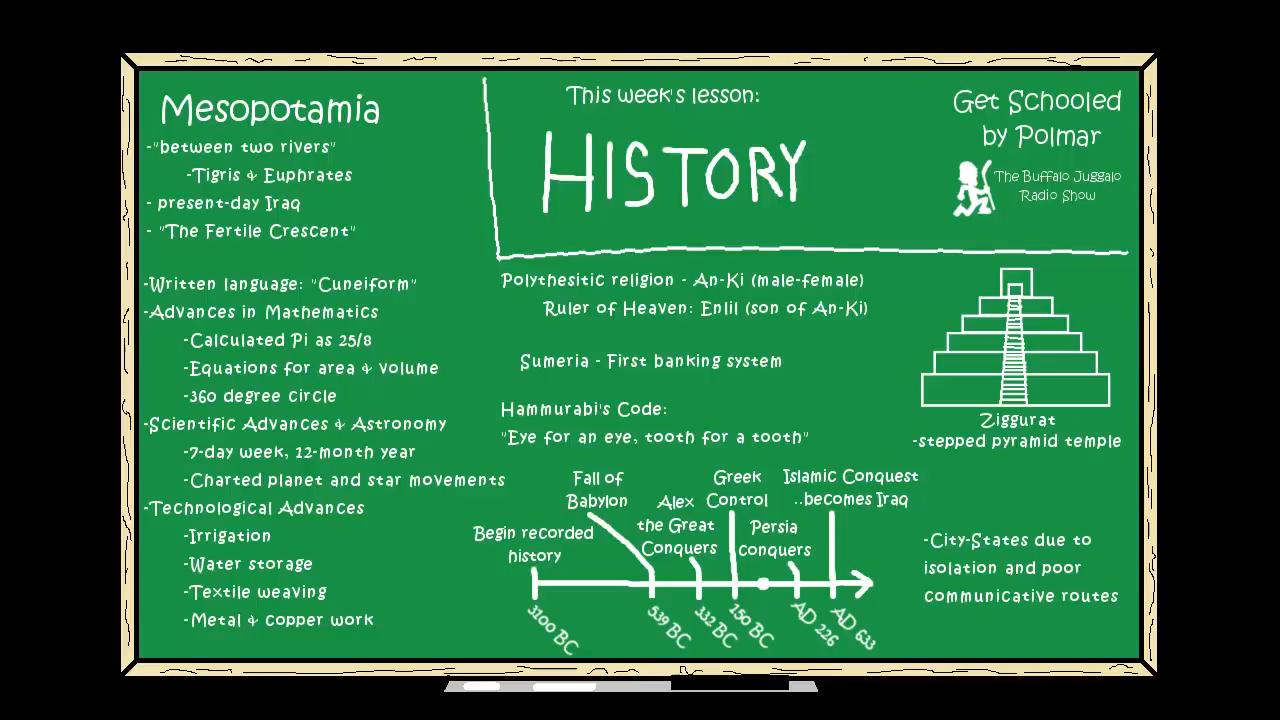 Mesopotamia
-"between two rivers"
-Tigris & Euphrates
- present-day Iraq
- "The Fertile Crescent"
-Written language: "Cuneiform"
-Advances in Mathematics
-Calculated Pi as 25/8
-Equations for area & volume
-360 degree circle
-Scientific Advances & Astronomy
-7-day week, 12-month year
-Charted planet and star movements
-Technological Advances
-Irrigation
-Water storage
-Textile weaving
-Metal & copper work
This week's lesson:
HISTORY
Get Schooled
by Polmar
The Buffalo Juggalo
Radio Show
Polythesitic religion - An-Ki (male-female)
Ruler of Heaven: Enlil (son of An-Ki)
Sumeria - First banking system
Hammurabi's Code:
"Eye for an eye, tooth for a tooth"
Ziggurat
-stepped pyramid temple
Begin recorded
history
Fall of
Babylon
Alex
the Great
Conquers
Greek
Control
Persia
conquers
Islamic Conquest
..becomes Iraq
3100 BC
539 BC
332 BC
150 BC
AD 226
AD 633
-City-States due to
isolation and poor
communicative routes